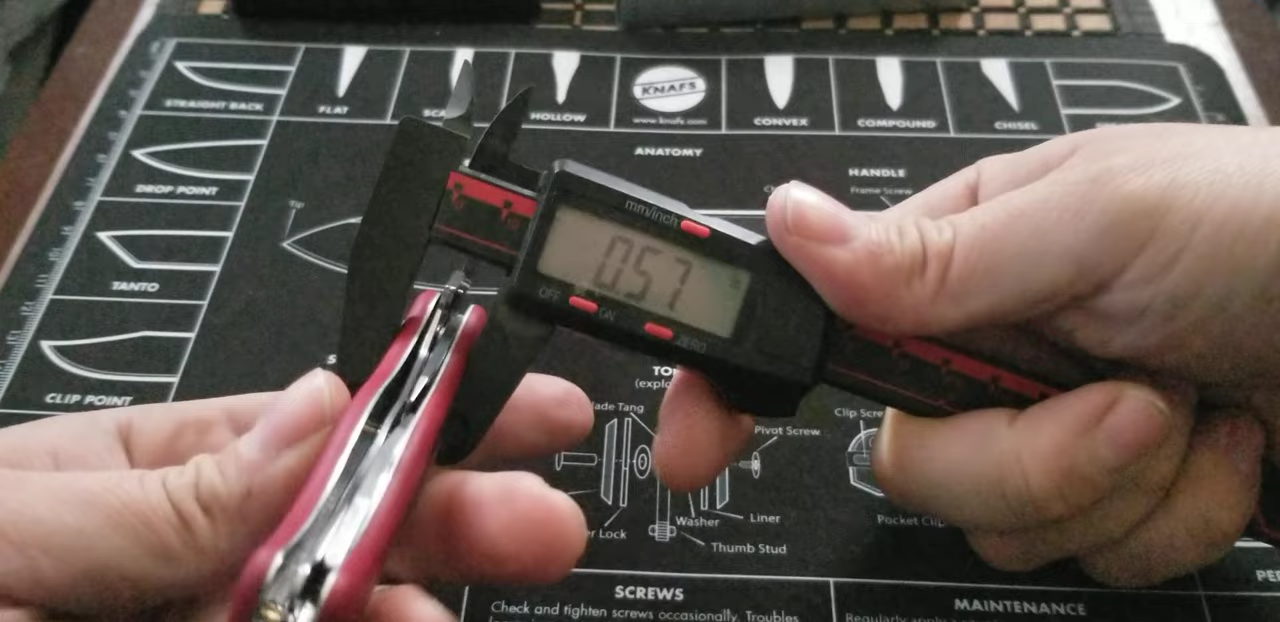 KNAFS
www.knafs.com
STRAIGHT BACK
FLAT
HOLLOW
CONVEX
COMPOUND
CHISEL
DROP POINT
TANTO
CLIP POINT
Tip
ANATOMY
HANDLE
Frame Screw
mm/inch
0.57
OFF
ON
ZERO
Pivot Screw
Washer
Liner
Thumb Stud
Pocket Clip
SCREWS
Check and tighten screws occasionally. Troubles
MAINTENANCE